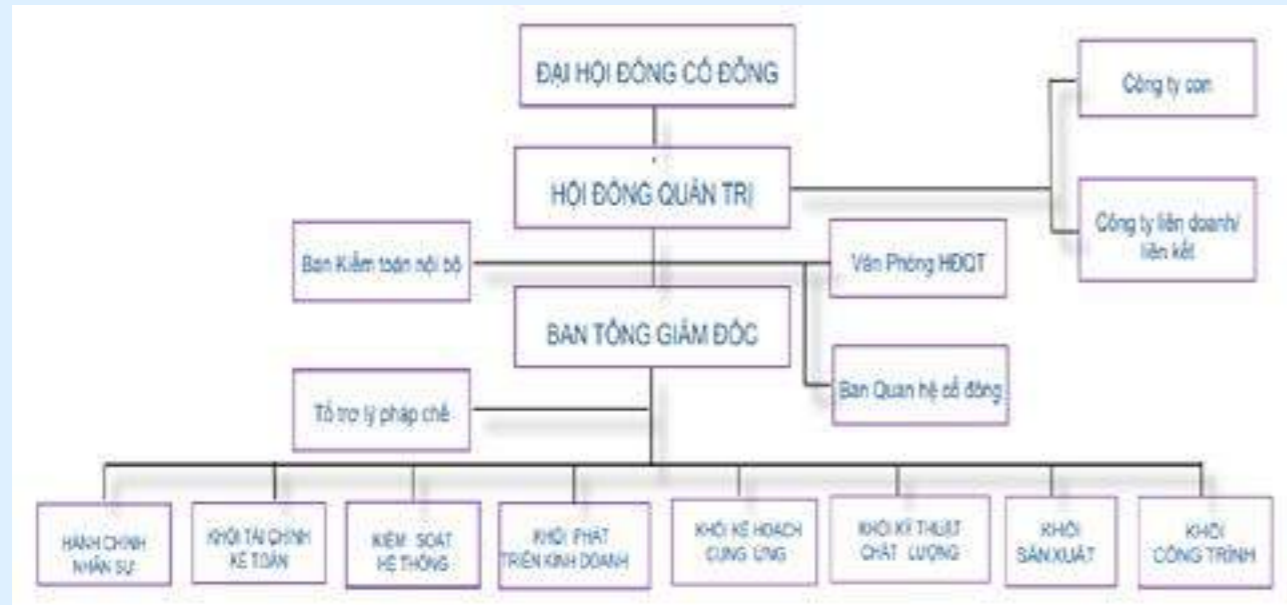 ĐẠI HỘI ĐỒNG CỔ ĐÔNG
Công ty con
HỘI ĐỒNG QUẢN TRỊ
Công ty liên doanh/
liên kết
Ban Kiểm toán nội bộ
Văn Phòng HĐQT
BAN TỔNG GIÁM ĐỐC
Ban Quan hệ cổ đông
Tổ trợ lý pháp chế
HÀNH CHÍNH
NHÂN SỰ
KHỐI TÀI CHÍNH
KẾ TOÁN
KIỂM SOÁT
HỆ THỐNG
KHỐI PHÁT
TRIỂN KINH DOANH
KHỐI KẾ HOẠCH
CUNG ỨNG
KHỐI KỸ THUẬT
CHẤT LƯỢNG
KHỐI
SẢN XUẤT
KHỐI
CÔNG TRÌNH